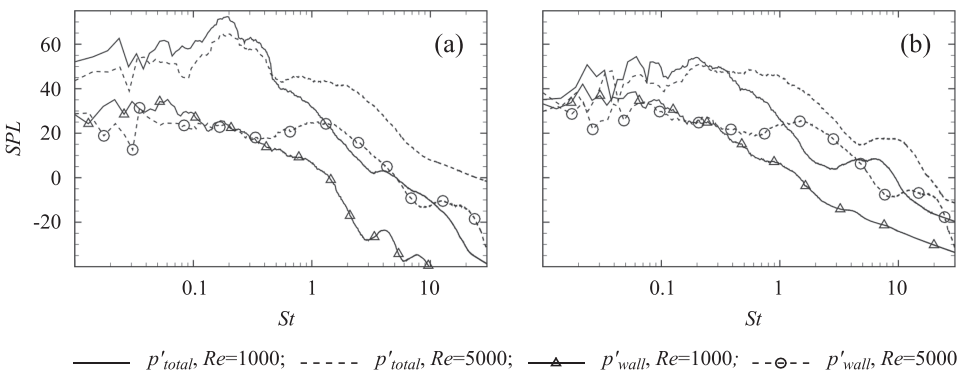 (a)
(b)
SPL
60
40
20
0
-20
0.1 1 10
0.1 1 10
St
St
p'total, Re=1000; p'total, Re=5000; p'wall, Re=1000; p'wall, Re=5000